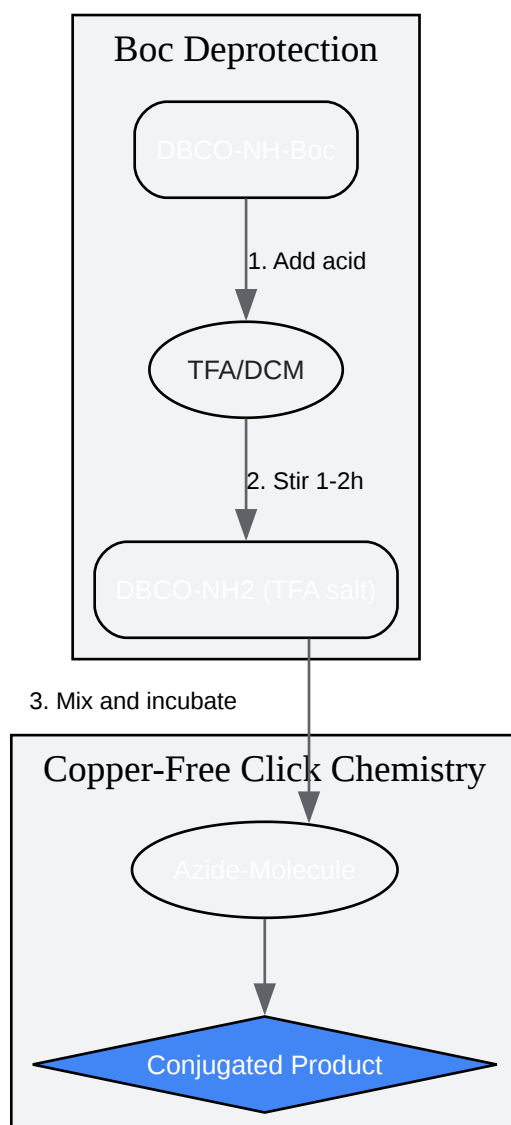 Boc Deprotection
DBCO-NH-Boc
1. Add acid
TFA/DCM
2. Stir 1-2h
DBCO-NH2 (TFA salt)
3. Mix and incubate
Copper-Free Click Chemistry
Azide-Molecule
Conjugated Product